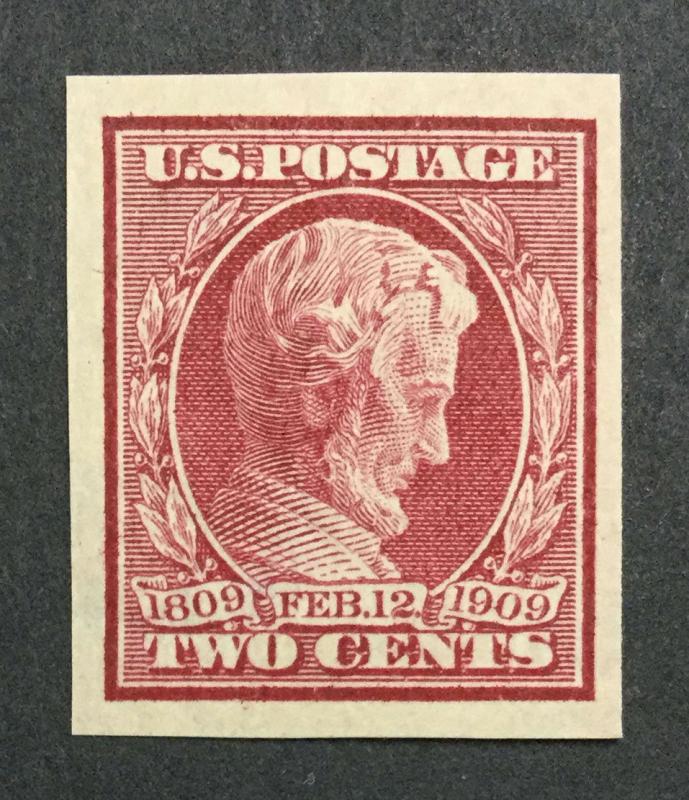 U.S.POSTAGE
1809 FEB.12. 1909
TWO CENTS